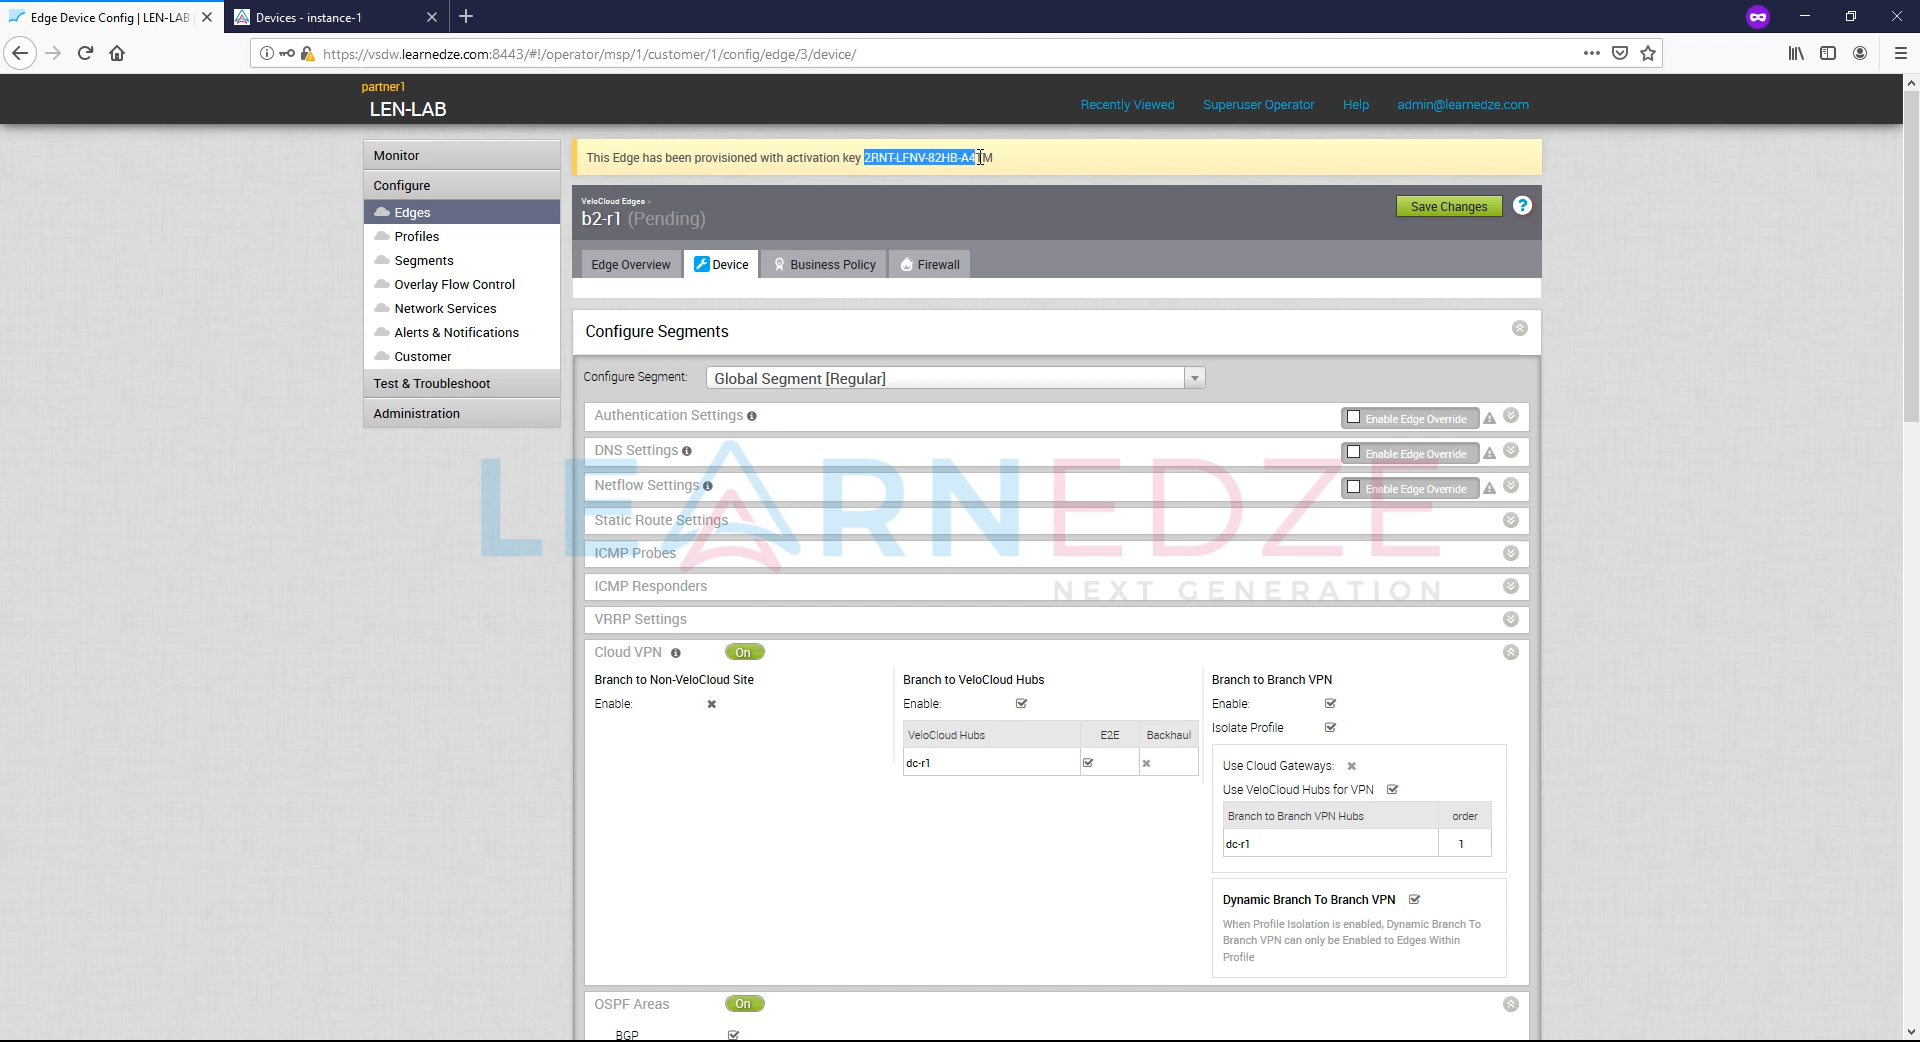 Edge Device Config | LEN-LAB
Devices - instance-1
https://vsdw.learnedze.com:8443/#!/operator/msp/1/customer/1/config/edge/3/device/
partner1
LEN-LAB
Recently Viewed
Superuser Operator
Help
admin@learnedze.com
Monitor
Configure
Edges
Profiles
Segments
Overlay Flow Control
Network Services
Alerts & Notifications
Customer
Test & Troubleshoot
Administration
This Edge has been provisioned with activation key
VeloCloud Edges >
b2-r1 (Pending)
Save Changes
?
Edge Overview
Device
Business Policy
Firewall
Configure Segments
Configure Segment:
Global Segment [Regular]
Authentication Settings
Enable Edge Override
DNS Settings
Enable Edge Override
Netflow Settings
Enable Edge Override
Static Route Settings
ICMP Probes
ICMP Responders
VRRP Settings
LEARNEDZE
NEXT GENERATION
Cloud VPN
On
Branch to Non-VeloCloud Site
Enable:
Branch to VeloCloud Hubs
Enable:
VeloCloud Hubs E2E Backhaul
dc-r1
Branch to Branch VPN
Enable:
Isolate Profile
Use Cloud Gateways:
Use VeloCloud Hubs for VPN
Branch to Branch VPN Hubs order
dc-r1 1
Dynamic Branch To Branch VPN
When Profile Isolation is enabled, Dynamic Branch To
Branch VPN can only be Enabled to Edges Within
Profile
OSPF Areas
On
BGP